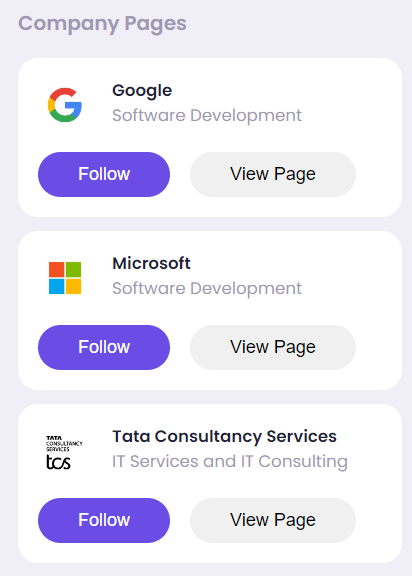 Company Pages
Google
Software Development
Follow View Page
Microsoft
Software Development
Follow View Page
TATA
CONSULTANCY
SERVICES
tcs
Tata Consultancy Services
IT Services and IT Consulting
Follow View Page